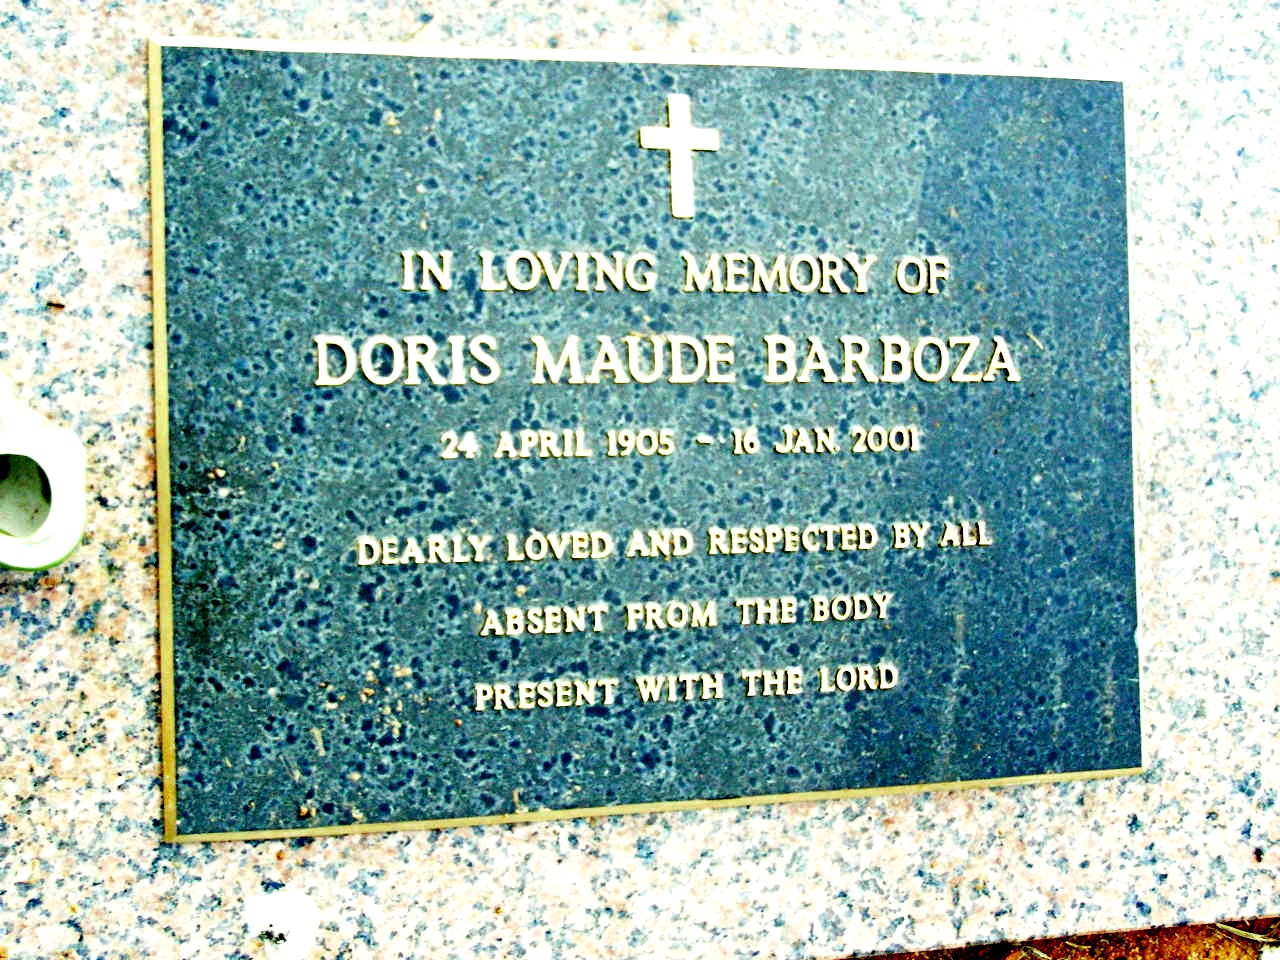 IN LOVING MEMORY OF
DORIS MAUDE BARBOZA
24 APRIL 1905 - 16 JAN. 2001
DEARLY LOVED AND RESPECTED BY ALL
ABSENT FROM THE BODY
PRESENT WITH THE LORD